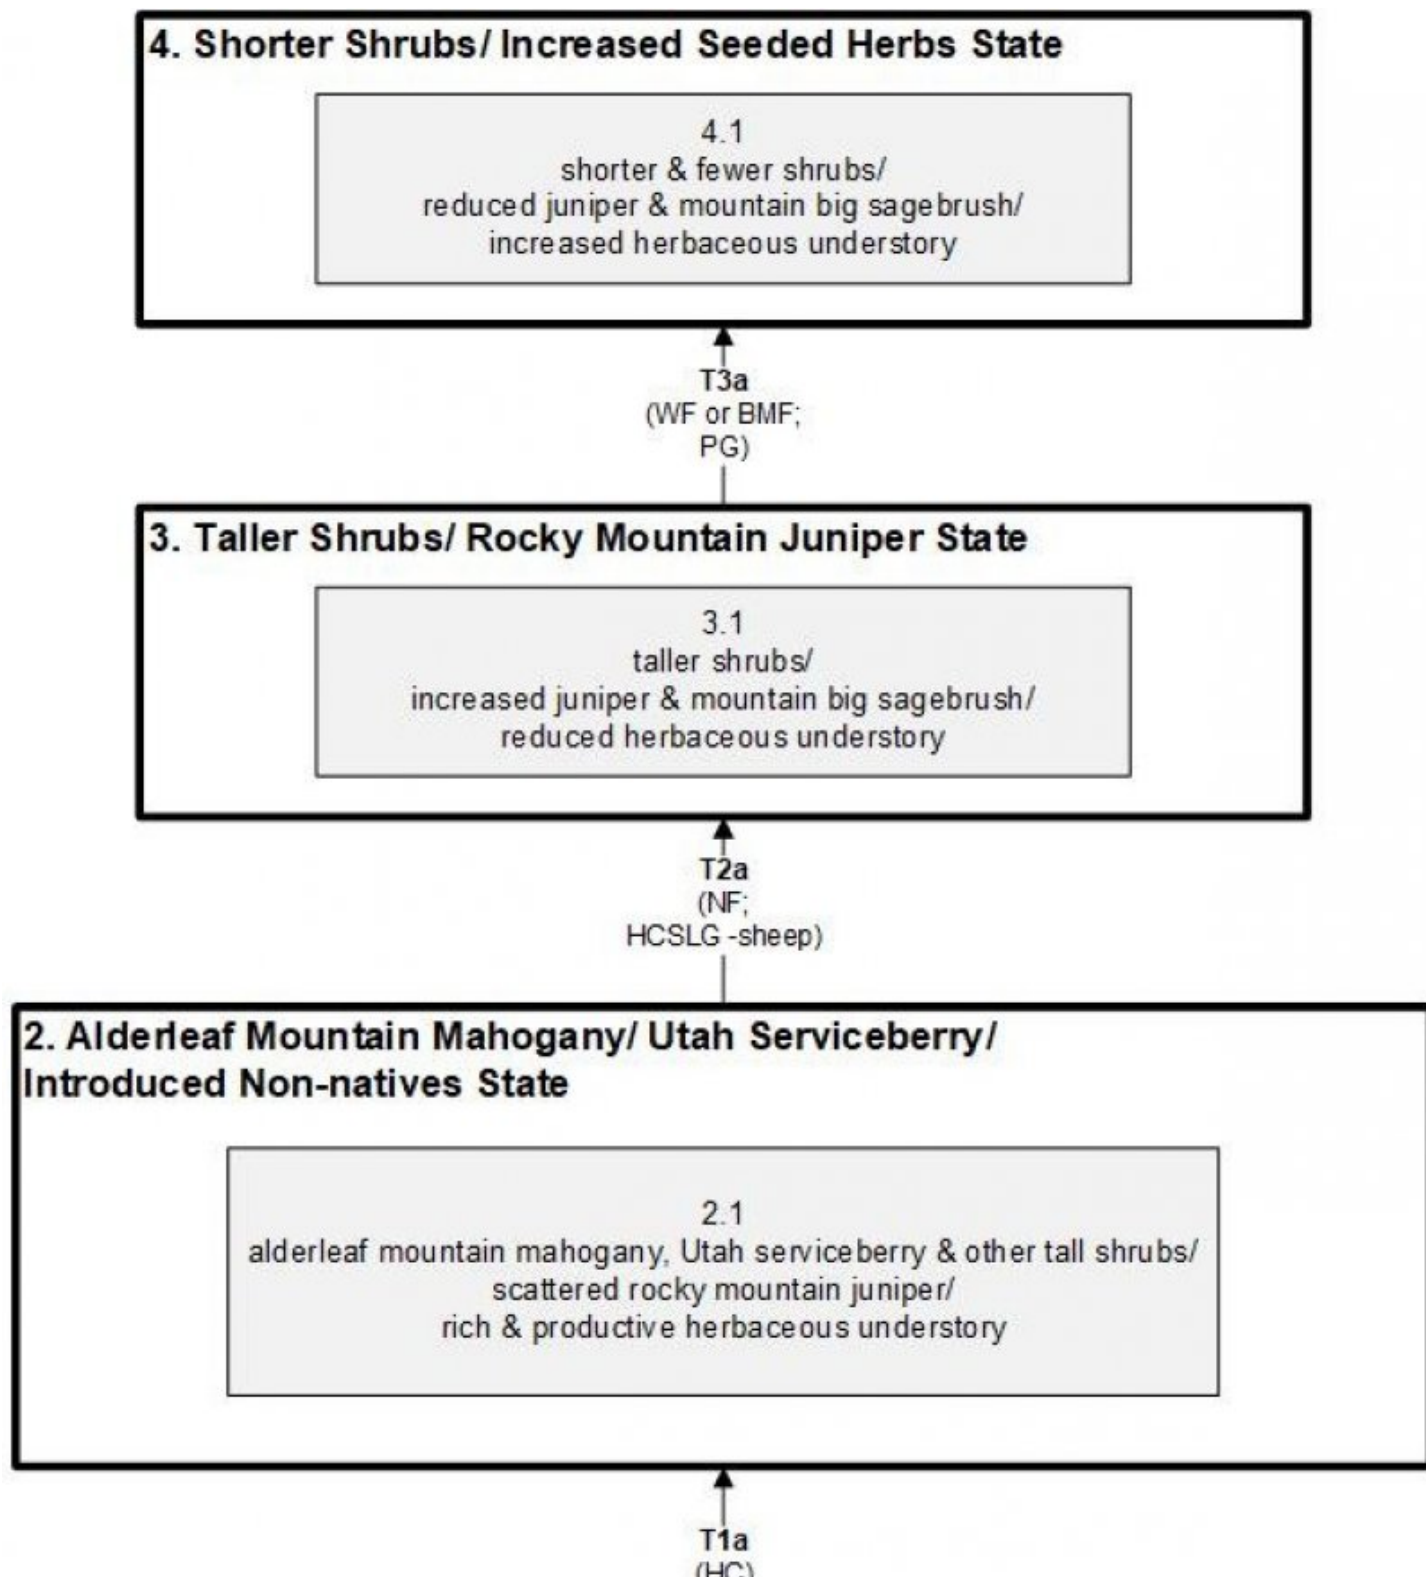 4. Shorter Shrubs/ Increased Seeded Herbs State
4.1
shorter & fewer shrubs/
reduced juniper & mountain big sagebrush/
increased herbaceous understory
T3a
(WF or BMF;
PG)
3. Taller Shrubs/ Rocky Mountain Juniper State
3.1
taller shrubs/
increased juniper & mountain big sagebrush/
reduced herbaceous understory
T2a
(NF;
HCSLG -sheep)
2. Alderleaf Mountain Mahogany/ Utah Serviceberry/
Introduced Non-natives State
2.1
alderleaf mountain mahogany, Utah serviceberry & other tall shrubs/
scattered rocky mountain juniper/
rich & productive herbaceous understory
T1a
(HC)